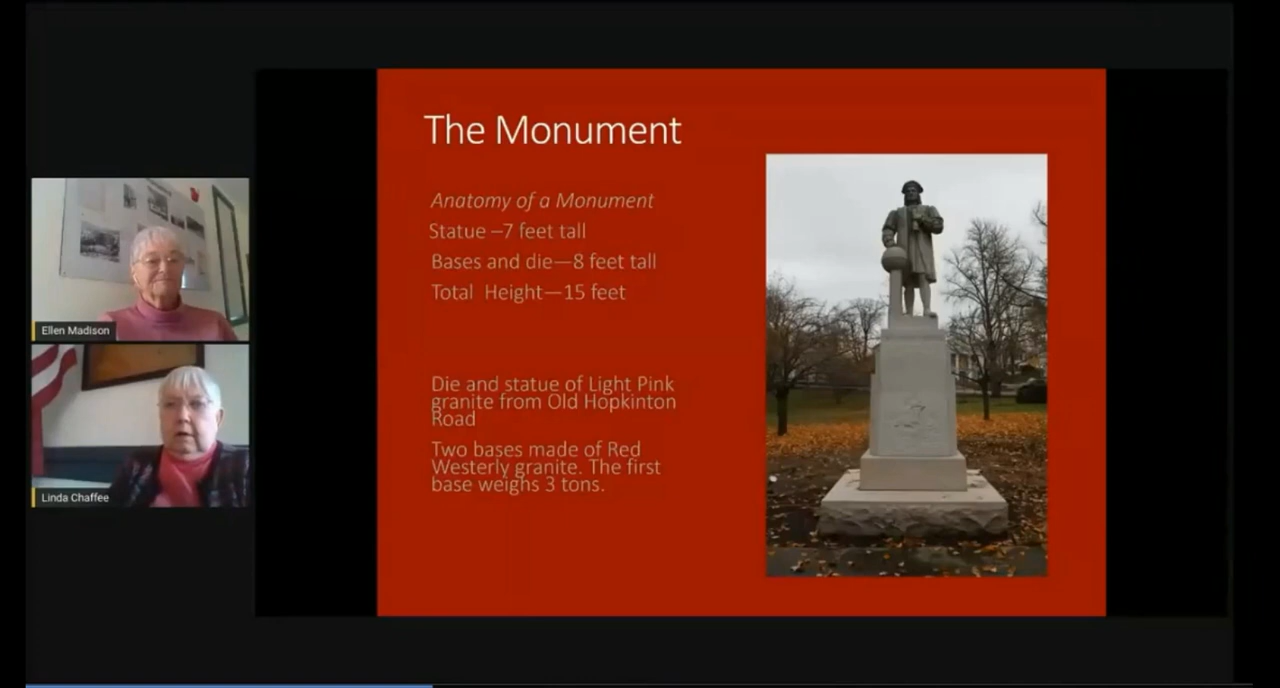 The Monument
Anatomy of a Monument
Statue –7 feet tall
Bases and die—8 feet tall
Total Height—15 feet
Die and statue of Light Pink
granite from Old Hopkinton
Road
Two bases made of Red
Westerly granite. The first
base weighs 3 tons.
Ellen Madison
Linda Chaffee